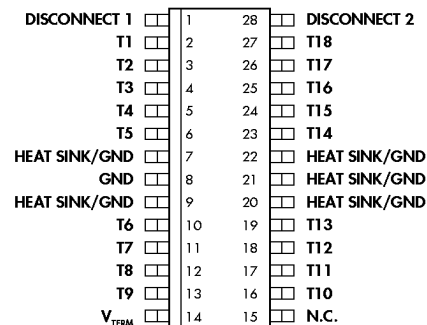 DISCONNECT 1 1 28 DISCONNECT 2
T1 2 27 T18
T2 3 26 T17
T3 4 25 T16
T4 5 24 T15
T5 6 23 T14
HEAT SINK/GND 7 22 HEAT SINK/GND
GND 8 21 HEAT SINK/GND
HEAT SINK/GND 9 20 HEAT SINK/GND
T6 10 19 T13
T7 11 18 T12
T8 12 17 T11
T9 13 16 T10
VTERM 14 15 N.C.